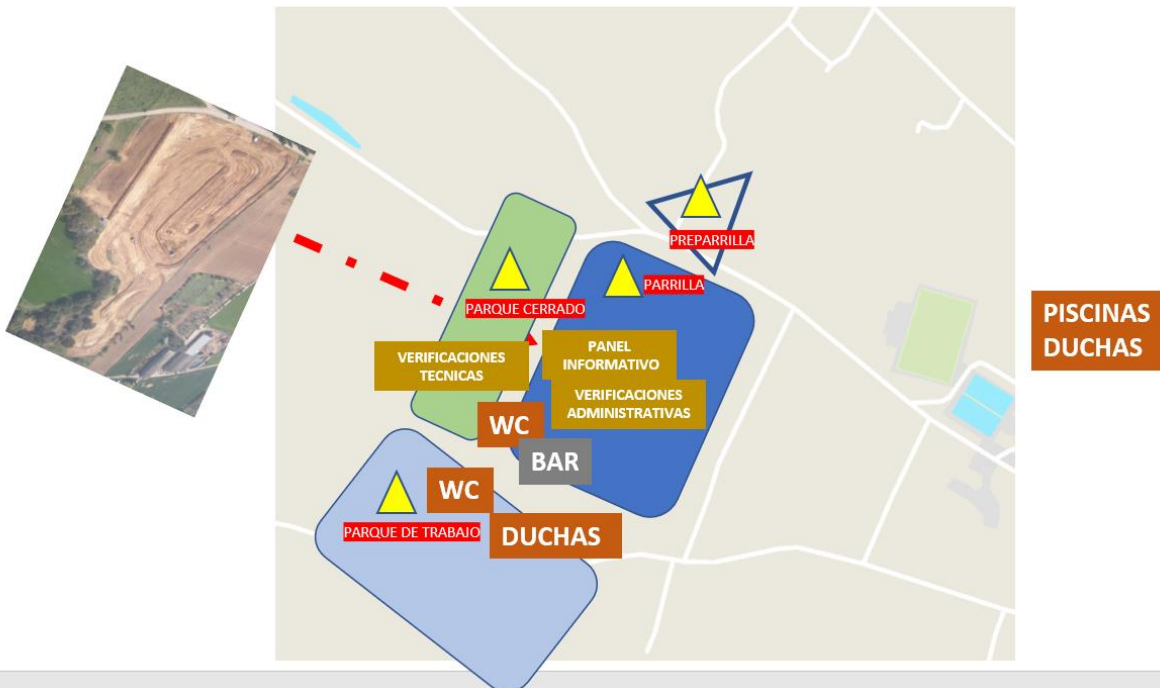 PREPARRILLA
PARRILLA
PARQUE CERRADO
VERIFICACIONES
TECNICAS
PANEL
INFORMATIVO
VERIFICACIONES
ADMINISTRATIVAS
WC
BAR
WC
PARQUE DE TRABAJO
DUCHAS
PISCINAS
DUCHAS